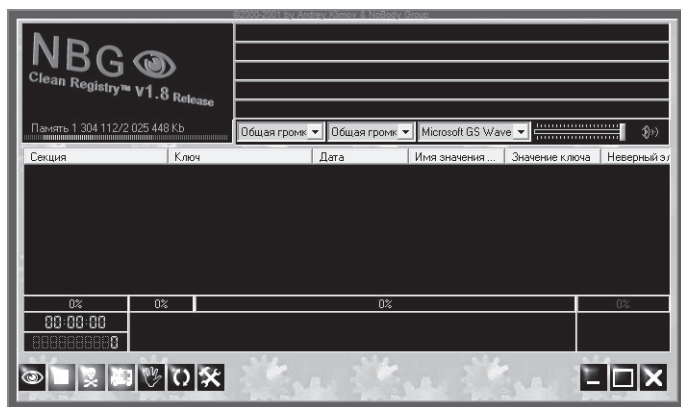 ©2000-2001 by Andrey Klimov & NoBody Group.
NBG
Clean Registry™ v1.8 Release
Память 1 304 112/2 025 448 Kb
Общая громк
Общая громк
Microsoft GS Wave
Секция Ключ Дата Имя значения ... Значение ключа Неверный эл
0% 0% 0% 0%
00:00:00
0